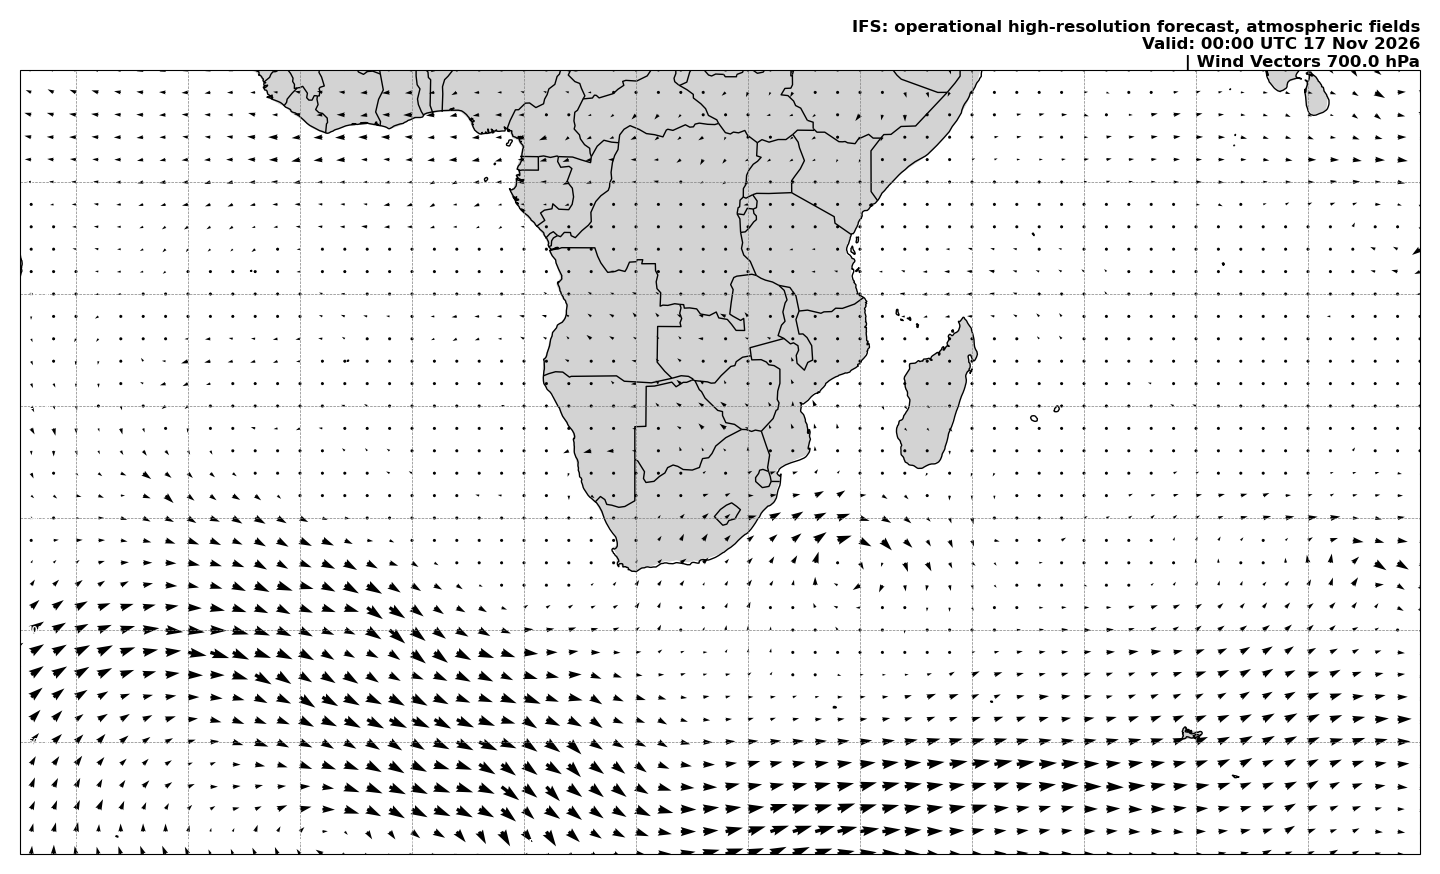 IFS: operational high-resolution forecast, atmospheric fields
Valid: 00:00 UTC 17 Nov 2026
| Wind Vectors 700.0 hPa